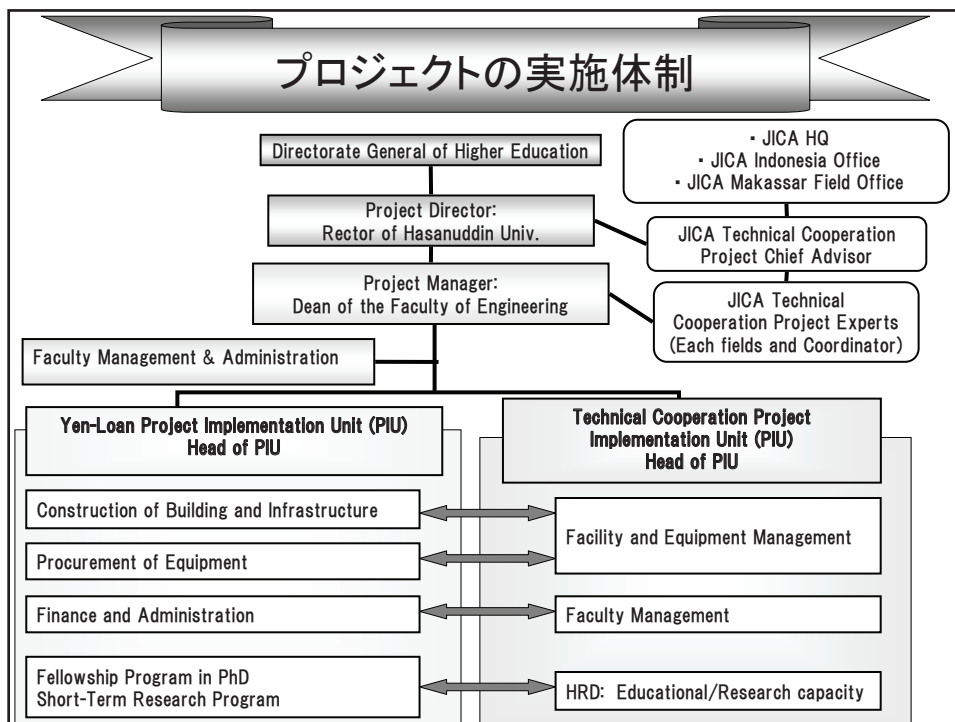 プロジェクトの実施体制
Directorate General of Higher Education
・ JICA HQ
・ JICA Indonesia Office
・ JICA Makassar Field Office
Project Director:
Rector of Hasanuddin Univ.
JICA Technical Cooperation
Project Chief Advisor
Project Manager:
Dean of the Faculty of Engineering
JICA Technical
Cooperation Project Experts
(Each fields and Coordinator)
Faculty Management & Administration
Yen-Loan Project Implementation Unit (PIU)
Head of PIU
Technical Cooperation Project
Implementation Unit (PIU)
Head of PIU
Construction of Building and Infrastructure
Facility and Equipment Management
Procurement of Equipment
Finance and Administration
Faculty Management
Fellowship Program in PhD
Short-Term Research Program
HRD: Educational/Research capacity